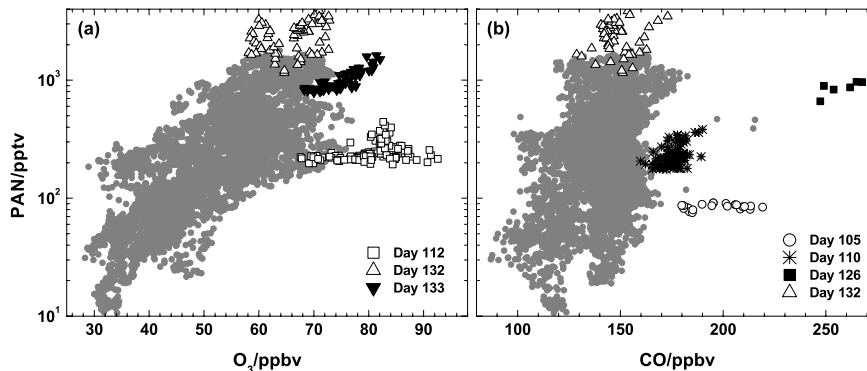 (a)
(b)
PAN/pptv
10³
10²
10¹
Day 112
Day 132
Day 133
Day 105
Day 110
Day 126
Day 132
30 40 50 60 70 80 90
100 150 200 250
O₃/ppbv
CO/ppbv